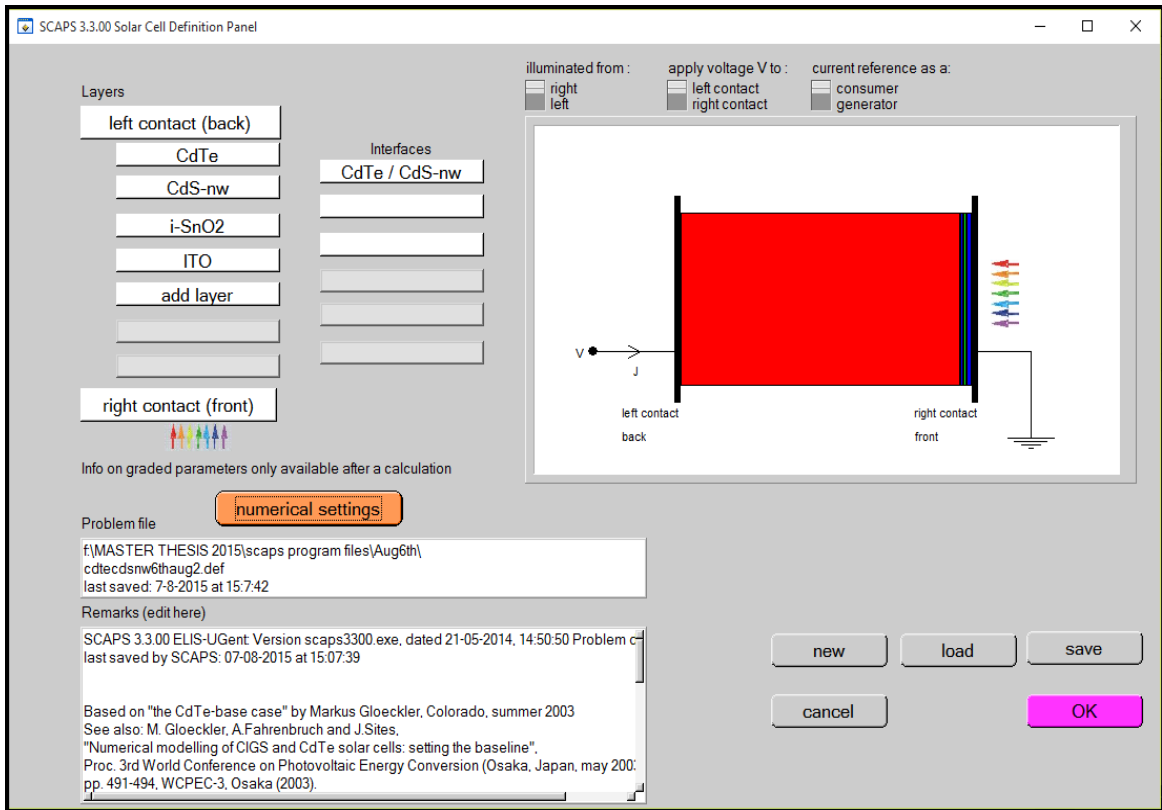 SCAPS 3.3.00 Solar Cell Definition Panel
illuminated from :
right
left
apply voltage V to :
left contact
right contact
current reference as a:
consumer
generator
Layers
left contact (back)
CdTe
CdS-nw
i-SnO2
ITO
add layer
right contact (front)
Interfaces
CdTe / CdS-nw
V
J
left contact
back
right contact
front
Info on graded parameters only available after a calculation
numerical settings
Problem file
f:\MASTER THESIS 2015\scaps program files\Aug6th\
cdtecdsnw6thaug2.def
last saved: 7-8-2015 at 15:7:42
Remarks (edit here)
SCAPS 3.3.00 ELIS-UGent: Version scaps3300.exe, dated 21-05-2014, 14:50:50 Problem
last saved by SCAPS: 07-08-2015 at 15:07:39
Based on "the CdTe-base case" by Markus Gloeckler, Colorado, summer 2003
See also: M. Gloeckler, A.Fahrenbruch and J.Sites,
"Numerical modelling of CIGS and CdTe solar cells: setting the baseline",
Proc. 3rd World Conference on Photovoltaic Energy Conversion (Osaka, Japan, may
pp. 491-494, WCPEC-3, Osaka (2003).
new
load
save
cancel
OK